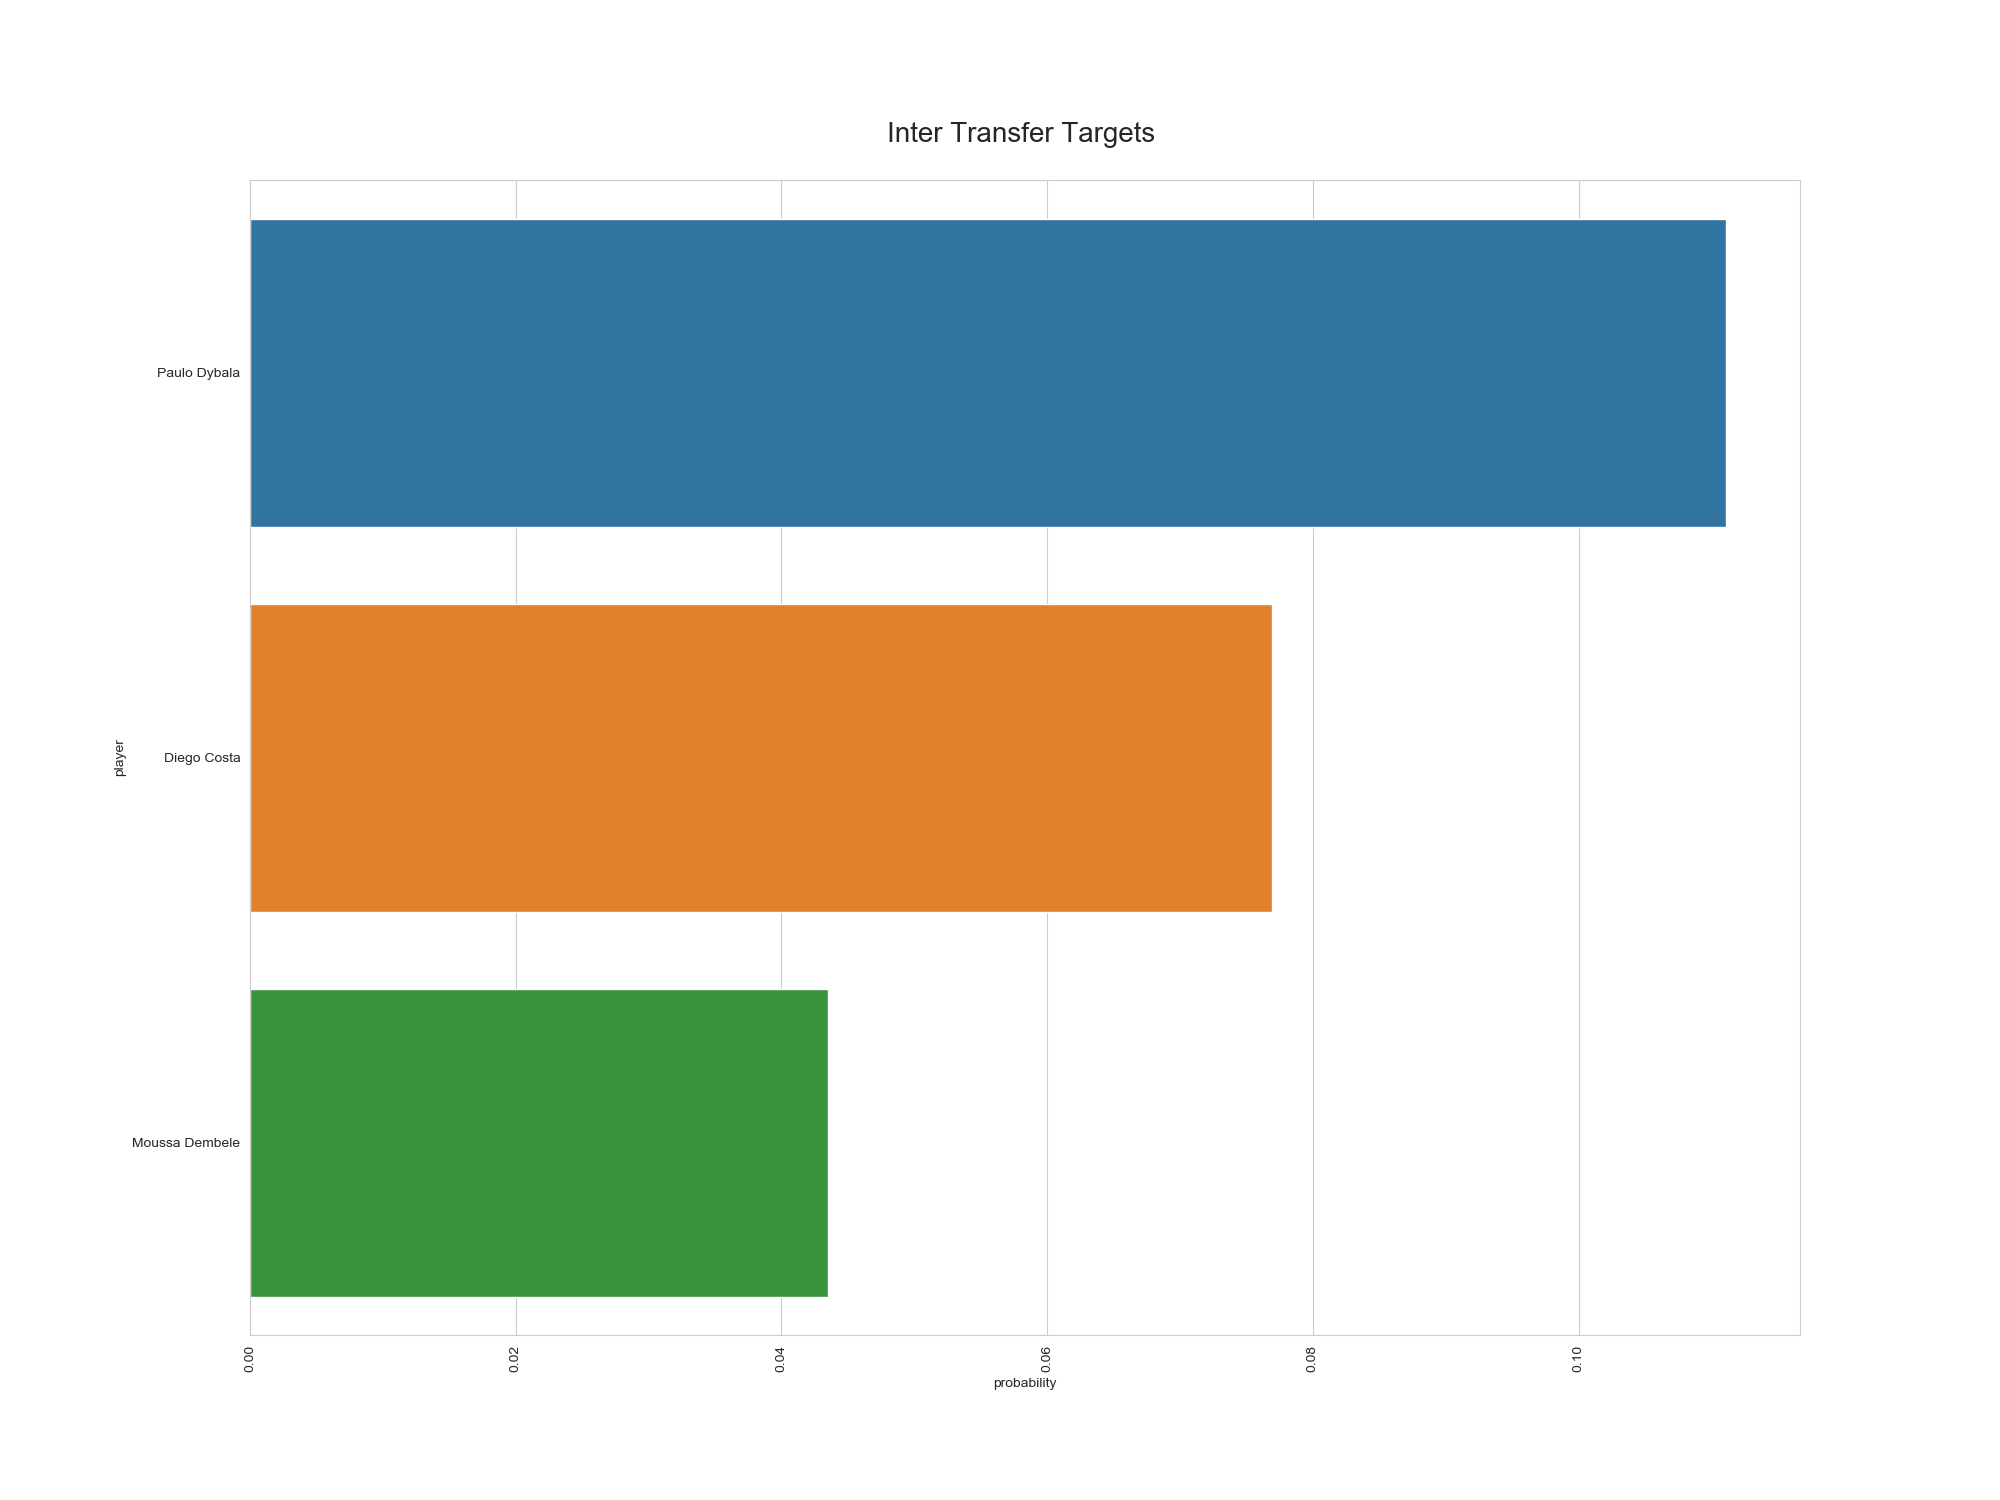 Inter Transfer Targets
Paulo Dybala
player
Diego Costa
Moussa Dembele
0.00
0.02
0.04
0.06
0.08
0.10
probability